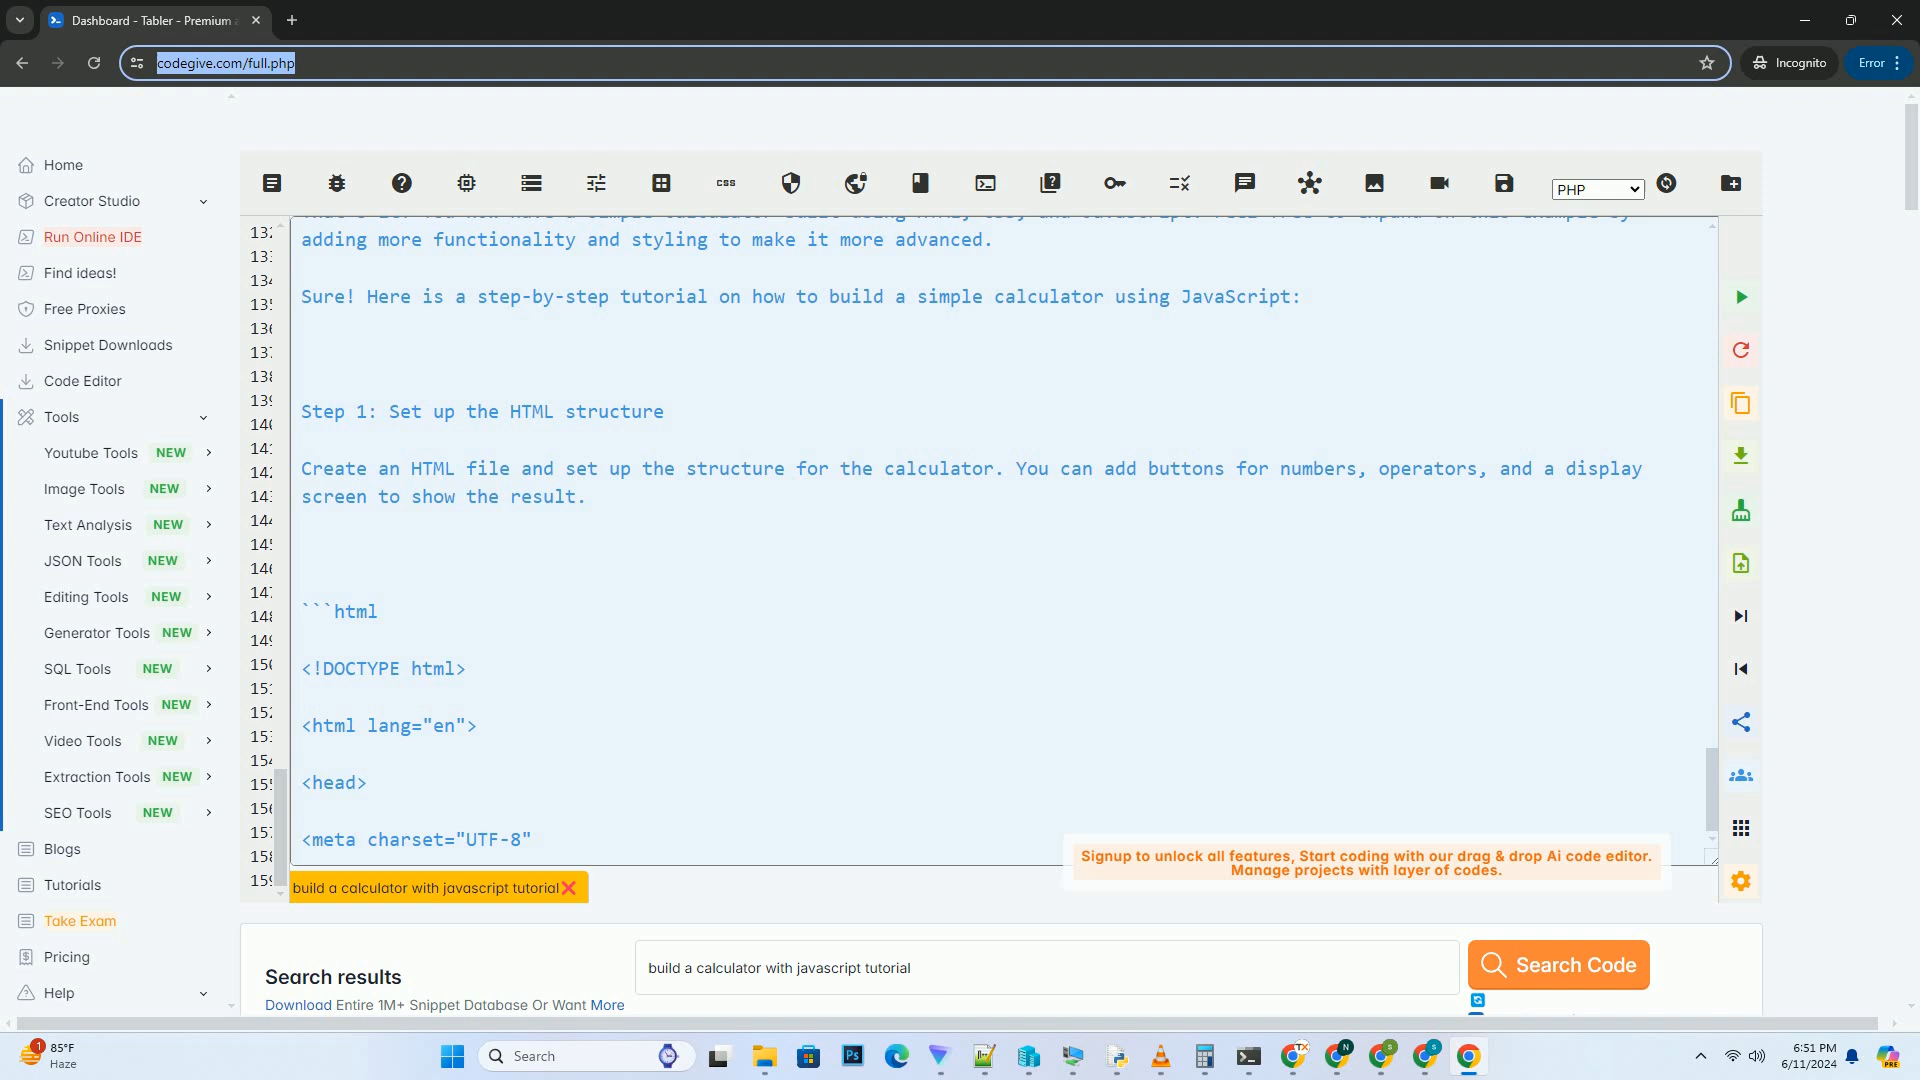 Dashboard - Tabler - Premium
codegive.com/full.php
Incognito
Error
Home
Creator Studio
Run Online IDE
Find ideas!
Free Proxies
Snippet Downloads
Code Editor
Tools
Youtube Tools NEW
Image Tools NEW
Text Analysis NEW
JSON Tools NEW
Editing Tools NEW
Generator Tools NEW
SQL Tools NEW
Front-End Tools NEW
Video Tools NEW
Extraction Tools NEW
SEO Tools NEW
Blogs
Tutorials
Take Exam
Pricing
Help
CSS
PHP
adding more functionality and styling to make it more advanced.
Sure! Here is a step-by-step tutorial on how to build a simple calculator using JavaScript:
Step 1: Set up the HTML structure
Create an HTML file and set up the structure for the calculator. You can add buttons for numbers, operators, and a display
screen to show the result.
```html
<!DOCTYPE html>
<html lang="en">
<head>
<meta charset="UTF-8"
Signup to unlock all features, Start coding with our drag & drop Ai code editor.
Manage projects with layer of codes.
build a calculator with javascript tutorial
Search results
Download Entire 1M+ Snippet Database Or Want More
build a calculator with javascript tutorial
Search Code
1
85°F
Haze
Search
6:51 PM
6/11/2024